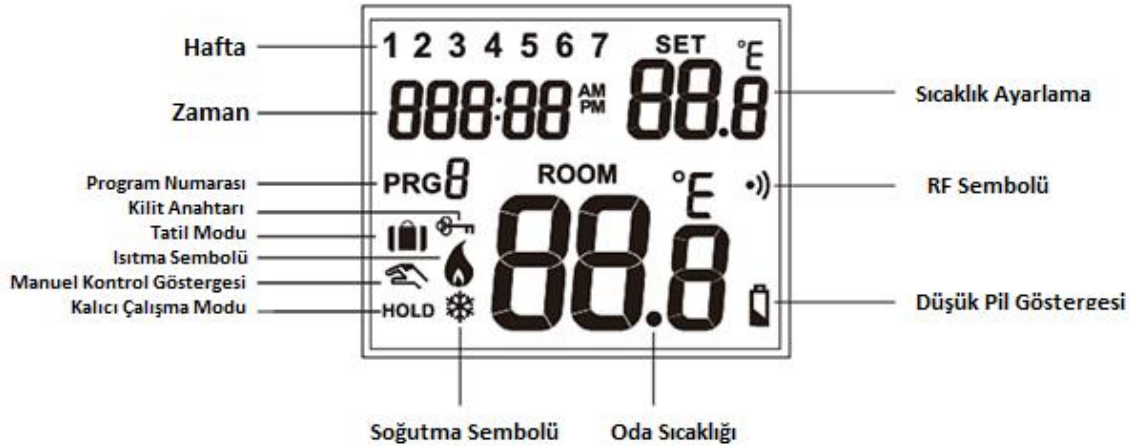 Hafta
1 2 3 4 5 6 7
SET
°E
88.8
Sıcaklık Ayarlama
Zaman
888:88
AM
PM
Program Numarası
PRG8
ROOM
°E
RF Sembolü
Kilit Anahtarı
Tatil Modu
Isıtma Sembolü
88.8
Manuel Kontrol Göstergesi
Kalıcı Çalışma Modu
HOLD
Düşük Pil Göstergesi
Soğutma Sembolü
Oda Sıcaklığı